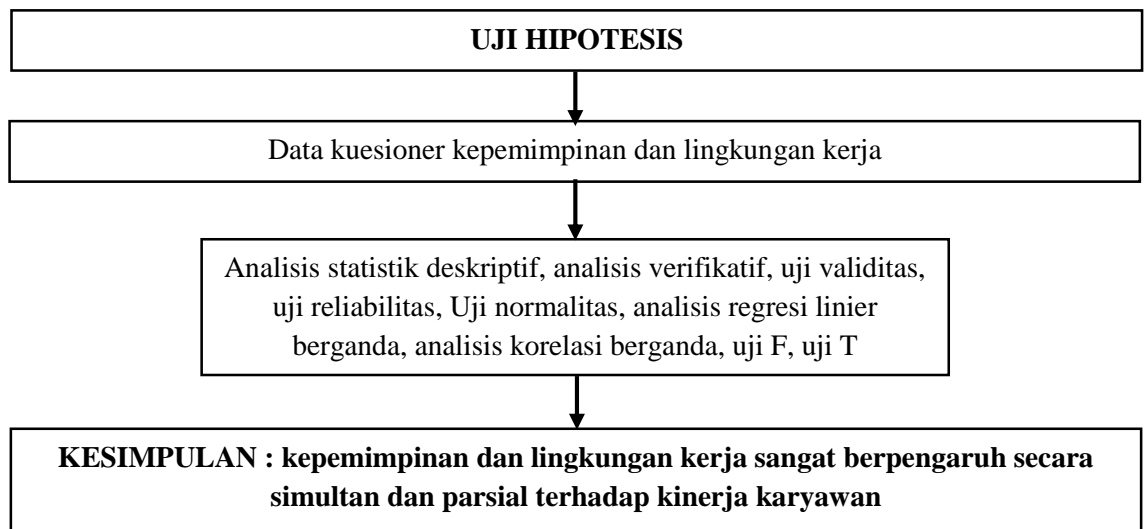 UJI HIPOTESIS
Data kuesioner kepemimpinan dan lingkungan kerja
Analisis statistik deskriptif, analisis verifikatif, uji validitas,
uji reliabilitas, Uji normalitas, analisis regresi linier
berganda, analisis korelasi berganda, uji F, uji T
KESIMPULAN : kepemimpinan dan lingkungan kerja sangat berpengaruh secara
simultan dan parsial terhadap kinerja karyawan